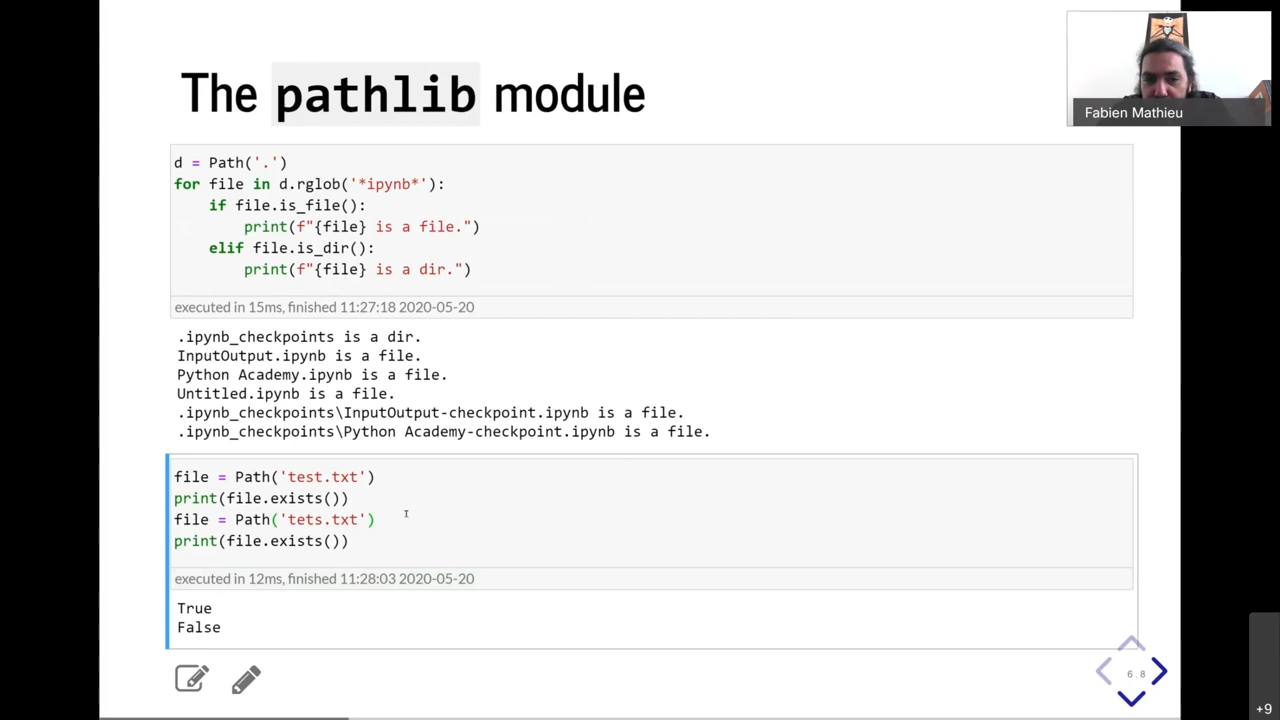 The pathlib module
Fabien Mathieu
d = Path('.')
for file in d.rglob('*ipynb*'):
    if file.is_file():
        print(f"{file} is a file.")
    elif file.is_dir():
        print(f"{file} is a dir.")
executed in 15ms, finished 11:27:18 2020-05-20
.ipynb_checkpoints is a dir.
InputOutput.ipynb is a file.
Python Academy.ipynb is a file.
Untitled.ipynb is a file.
.ipynb_checkpoints\InputOutput-checkpoint.ipynb is a file.
.ipynb_checkpoints\Python Academy-checkpoint.ipynb is a file.
file = Path('test.txt')
print(file.exists())
file = Path('tets.txt')
print(file.exists())
executed in 12ms, finished 11:28:03 2020-05-20
True
False
6.8
+9